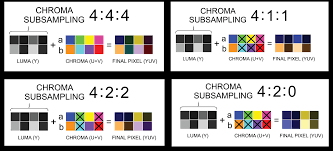 CHROMA
SUBSAMPLING 4:4:4
+ a
b =
LUMA (Y) CHROMA (U+V) FINAL PIXEL (YUV)
CHROMA
SUBSAMPLING 4:1:1
+ a
b =
LUMA (Y) CHROMA (U+V) FINAL PIXEL (YUV)
CHROMA
SUBSAMPLING 4:2:2
+ a
b =
LUMA (Y) CHROMA (U+V) FINAL PIXEL (YUV)
CHROMA
SUBSAMPLING 4:2:0
+ a
b =
LUMA (Y) CHROMA (U+V) FINAL PIXEL (YUV)